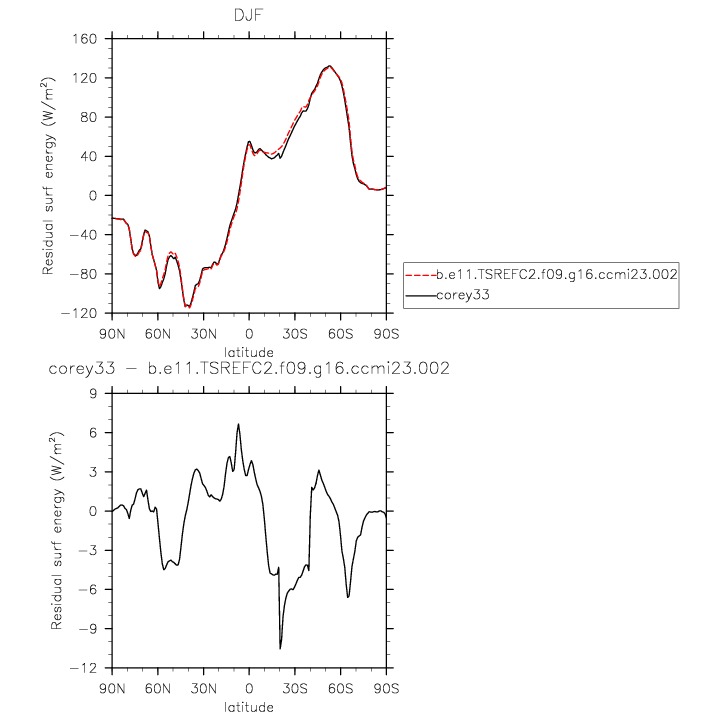 DJF
Residual surf energy (W/m²)
160
120
80
40
0
−40
−80
−120
90N 60N 30N 0 30S 60S 90S
latitude
b.e11.TSREFC2.f09.g16.ccmi23.002
corey33
corey33 − b.e11.TSREFC2.f09.g16.ccmi23.002
Residual surf energy (W/m²)
9
6
3
0
−3
−6
−9
−12
90N 60N 30N 0 30S 60S 90S
latitude